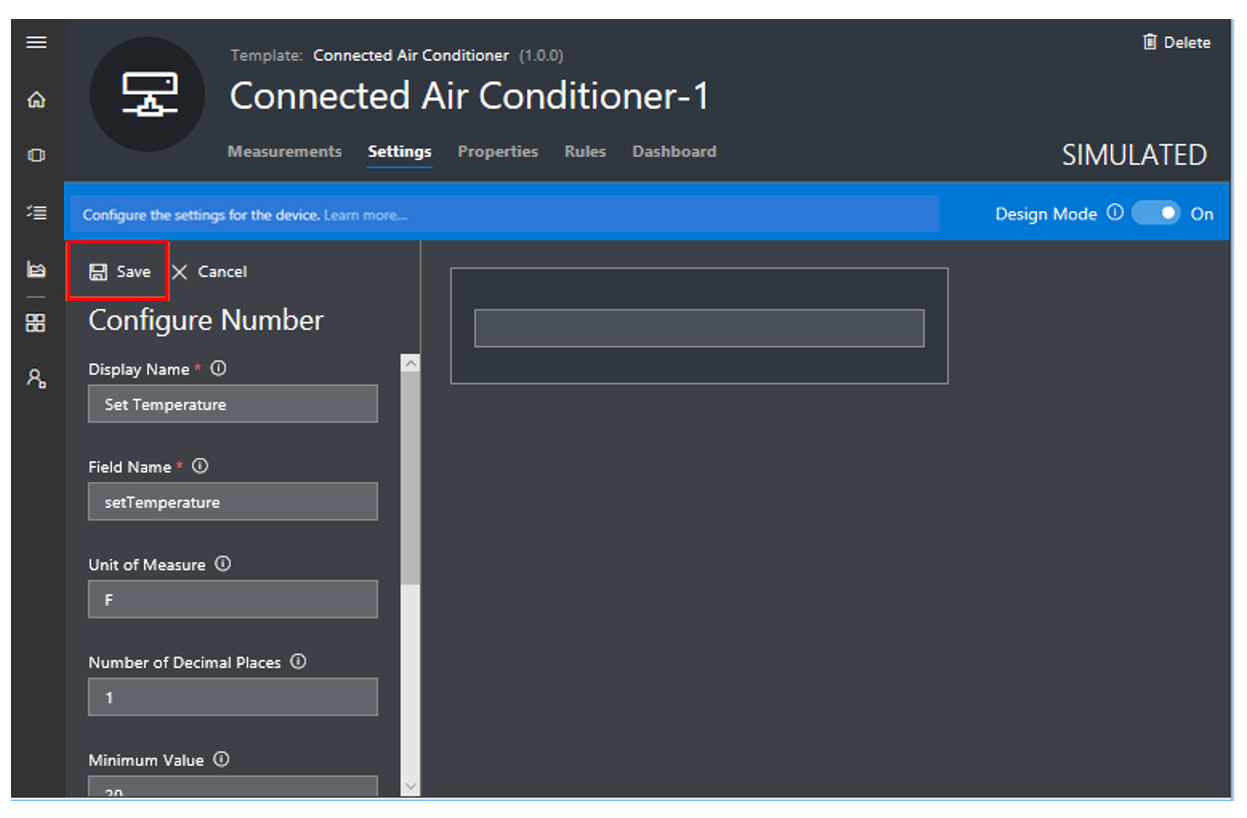 Template: Connected Air Conditioner (1.0.0)
Delete
Connected Air Conditioner-1
Measurements Settings Properties Rules Dashboard
SIMULATED
Configure the settings for the device. Learn more...
Design Mode On
Save Cancel
Configure Number
Display Name *
Set Temperature
Field Name *
setTemperature
Unit of Measure
F
Number of Decimal Places
1
Minimum Value
20